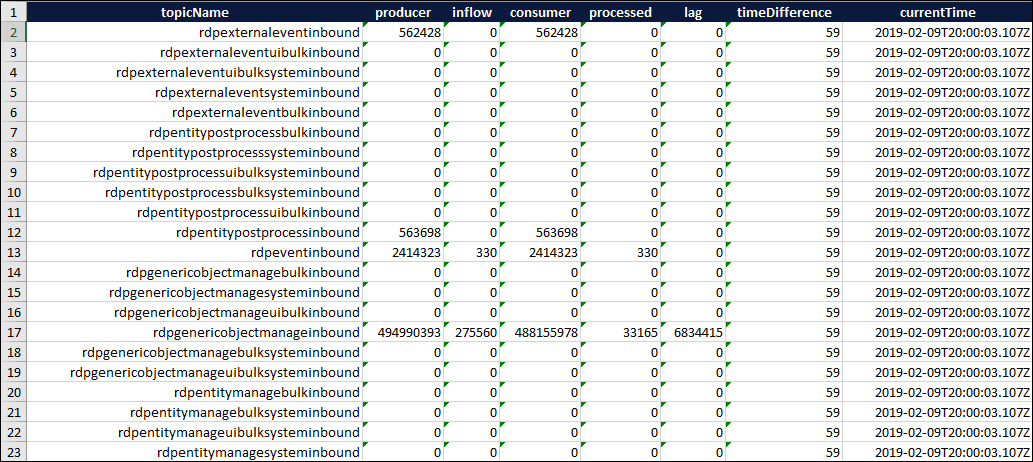 1 topicName producer inflow consumer processed lag timeDifference currentTime
2 rdpexternaleventinbound 562428 0 562428 0 0 59 2019-02-09T20:00:03.107Z
3 rdpexternaleventuibulkinbound 0 0 0 0 0 59 2019-02-09T20:00:03.107Z
4 rdpexternaleventuibulksysteminbound 0 0 0 0 0 59 2019-02-09T20:00:03.107Z
5 rdpexternaleventsysteminbound 0 0 0 0 0 59 2019-02-09T20:00:03.107Z
6 rdpexternaleventbulkinbound 0 0 0 0 0 59 2019-02-09T20:00:03.107Z
7 rdpentitypostprocessbulkinbound 0 0 0 0 0 59 2019-02-09T20:00:03.107Z
8 rdpentitypostprocesssysteminbound 0 0 0 0 0 59 2019-02-09T20:00:03.107Z
9 rdpentitypostprocessuibulksysteminbound 0 0 0 0 0 59 2019-02-09T20:00:03.107Z
10 rdpentitypostprocessbulksysteminbound 0 0 0 0 0 59 2019-02-09T20:00:03.107Z
11 rdpentitypostprocessuibulkinbound 0 0 0 0 0 59 2019-02-09T20:00:03.107Z
12 rdpentitypostprocessinbound 563698 0 563698 0 0 59 2019-02-09T20:00:03.107Z
13 rdpeventinbound 2414323 330 2414323 330 0 59 2019-02-09T20:00:03.107Z
14 rdpgenericobjectmanagebulkinbound 0 0 0 0 0 59 2019-02-09T20:00:03.107Z
15 rdpgenericobjectmanagesysteminbound 0 0 0 0 0 59 2019-02-09T20:00:03.107Z
16 rdpgenericobjectmanageuibulkinbound 0 0 0 0 0 59 2019-02-09T20:00:03.107Z
17 rdpgenericobjectmanageinbound 494990393 275560 488155978 33165 6834415 59 2019-02-09T20:00:03.107Z
18 rdpgenericobjectmanagebulksysteminbound 0 0 0 0 0 59 2019-02-09T20:00:03.107Z
19 rdpgenericobjectmanageuibulksysteminbound 0 0 0 0 0 59 2019-02-09T20:00:03.107Z
20 rdpentitymanagebulkinbound 0 0 0 0 0 59 2019-02-09T20:00:03.107Z
21 rdpentitymanagebulksysteminbound 0 0 0 0 0 59 2019-02-09T20:00:03.107Z
22 rdpentitymanageuibulksysteminbound 0 0 0 0 0 59 2019-02-09T20:00:03.107Z
23 rdpentitymanagesysteminbound 0 0 0 0 0 59 2019-02-09T20:00:03.107Z